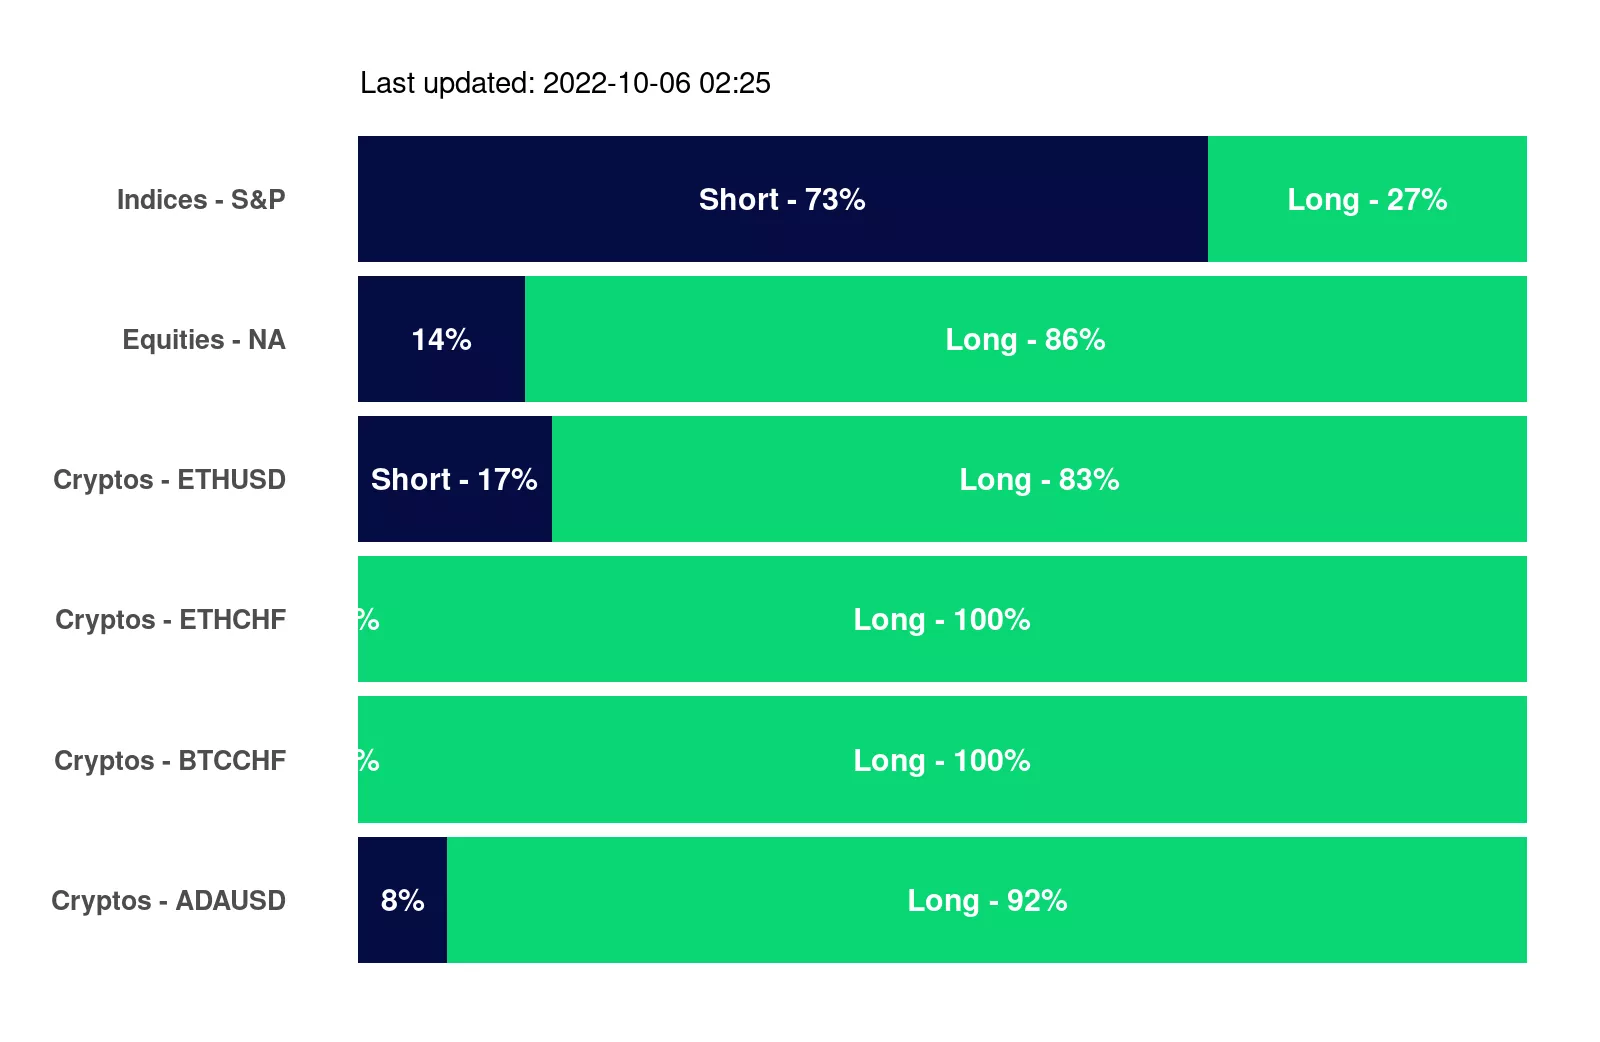 Last updated: 2022-10-06 02:25
Indices - S&P Short - 73% Long - 27%
Equities - NA 14% Long - 86%
Cryptos - ETHUSD Short - 17% Long - 83%
Cryptos - ETHCHF % Long - 100%
Cryptos - BTCCHF % Long - 100%
Cryptos - ADAUSD 8% Long - 92%